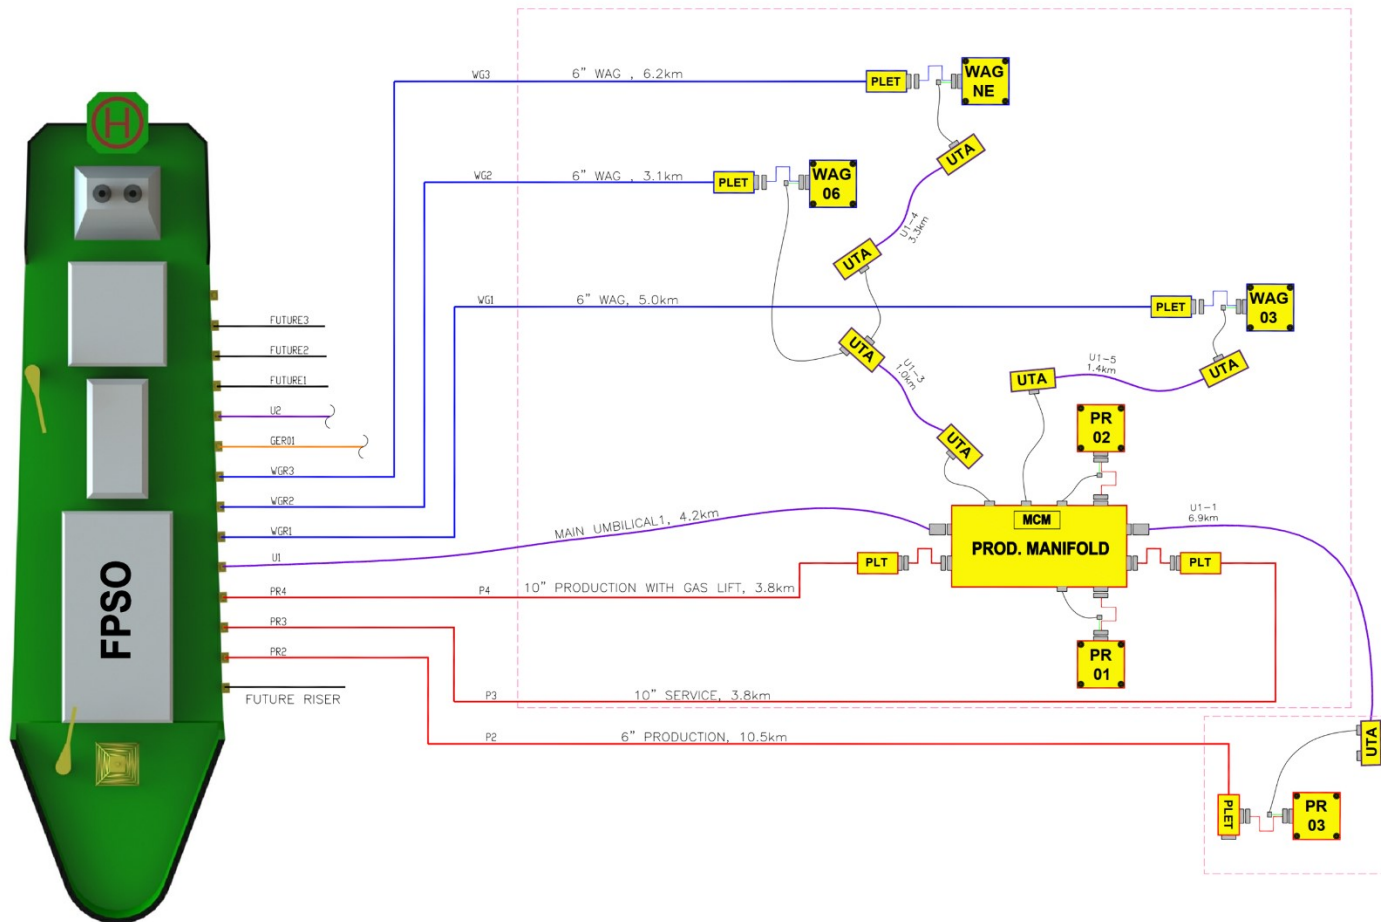 H
FPSO
WG3
6" WAG , 6.2km
PLET
WAG
NE
UTA
WG2
6" WAG , 3.1km
PLET
WAG
06
U1-4
3.3km
UTA
WG1
6" WAG, 5.0km
PLET
WAG
03
FUTURE3
FUTURE2
FUTURE1
UTA
U1-3
1.0km
UTA
U1-5
1.4km
UTA
U2
GER01
UTA
PR
02
WGR3
WGR2
WGR1
U1
MAIN UMBILICAL1, 4.2km
MCM
PROD. MANIFOLD
U1-1
6.9km
PLT
PLT
PR4
P4
10" PRODUCTION WITH GAS LIFT, 3.8km
PR3
PR2
PR
01
FUTURE RISER
P3
10" SERVICE, 3.8km
P2
6" PRODUCTION, 10.5km
UTA
PLET
PR
03